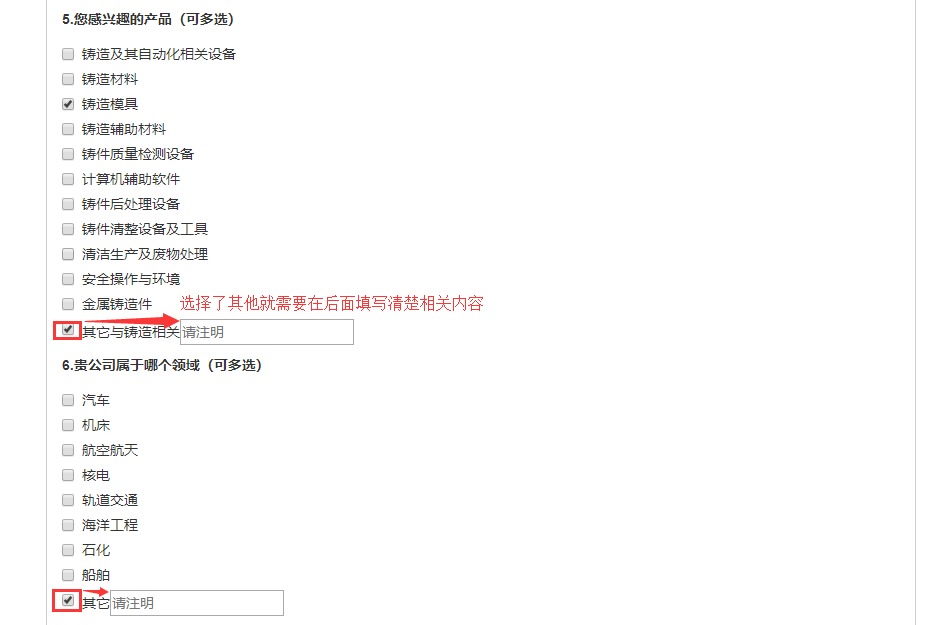 5.您感兴趣的产品（可多选）
铸造及其自动化相关设备
铸造材料
铸造模具
铸造辅助材料
铸件质量检测设备
计算机辅助软件
铸件后处理设备
铸件清整设备及工具
清洁生产及废物处理
安全操作与环境
金属铸造件
选择了其他就需要在后面填写清楚相关内容
其它与铸造相关 请注明
6.贵公司属于哪个领域（可多选）
汽车
机床
航空航天
核电
轨道交通
海洋工程
石化
船舶
其它 请注明